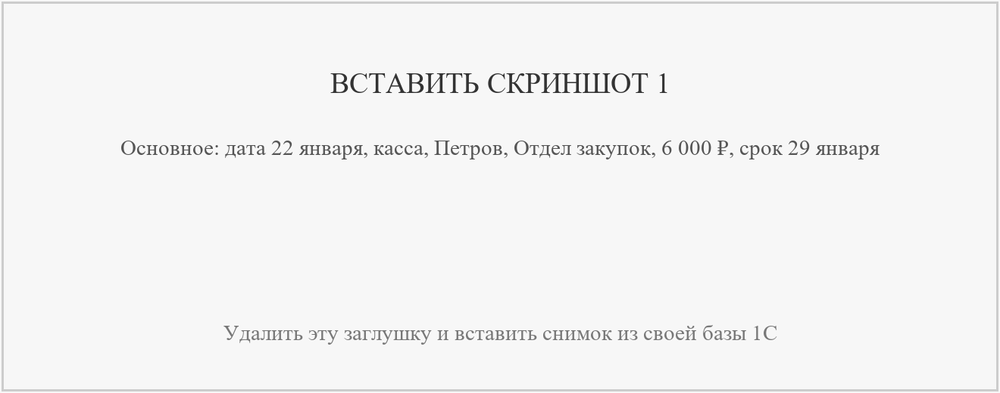 ВСТАВИТЬ СКРИНШОТ 1
Основное: дата 22 января, касса, Петров, Отдел закупок, 6 000 ₽, срок 29 января
Удалить эту заглушку и вставить снимок из своей базы 1С